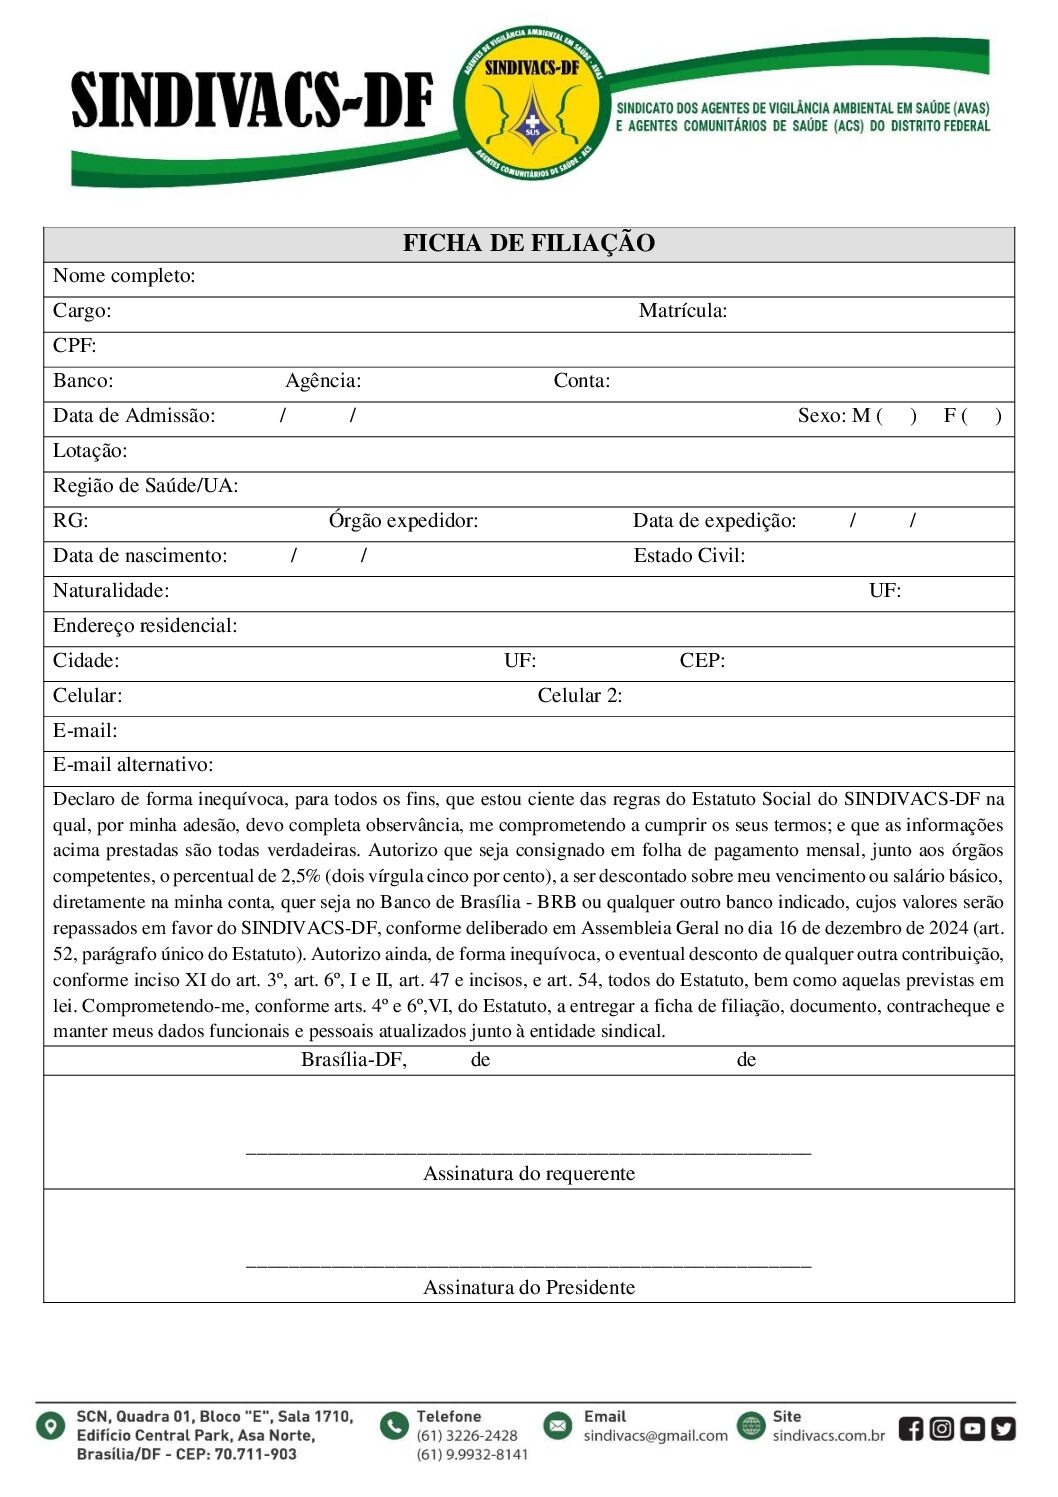 SINDIVACS-DF
AGENTES DE VIGILÂNCIA AMBIENTAL EM SAÚDE - AVAS
SINDIVACS-DF
SUS
AGENTES COMUNITÁRIOS DE SAÚDE - ACS
SINDICATO DOS AGENTES DE VIGILÂNCIA AMBIENTAL EM SAÚDE (AVAS)
E AGENTES COMUNITÁRIOS DE SAÚDE (ACS) DO DISTRITO FEDERAL
FICHA DE FILIAÇÃO
Nome completo:
Cargo: Matrícula:
CPF:
Banco: Agência: Conta:
Data de Admissão: / / Sexo: M ( ) F ( )
Lotação:
Região de Saúde/UA:
RG: Órgão expedidor: Data de expedição: / /
Data de nascimento: / / Estado Civil:
Naturalidade: UF:
Endereço residencial:
Cidade: UF: CEP:
Celular: Celular 2:
E-mail:
E-mail alternativo:
Declaro de forma inequívoca, para todos os fins, que estou ciente das regras do Estatuto Social do SINDIVACS-DF na
qual, por minha adesão, devo completa observância, me comprometendo a cumprir os seus termos; e que as informações
acima prestadas são todas verdadeiras. Autorizo que seja consignado em folha de pagamento mensal, junto aos órgãos
competentes, o percentual de 2,5% (dois vírgula cinco por cento), a ser descontado sobre meu vencimento ou salário básico,
diretamente na minha conta, quer seja no Banco de Brasília - BRB ou qualquer outro banco indicado, cujos valores serão
repassados em favor do SINDIVACS-DF, conforme deliberado em Assembleia Geral no dia 16 de dezembro de 2024 (art.
52, parágrafo único do Estatuto). Autorizo ainda, de forma inequívoca, o eventual desconto de qualquer outra contribuição,
conforme inciso XI do art. 3º, art. 6º, I e II, art. 47 e incisos, e art. 54, todos do Estatuto, bem como aquelas previstas em
lei. Comprometendo-me, conforme arts. 4º e 6º,VI, do Estatuto, a entregar a ficha de filiação, documento, contracheque e
manter meus dados funcionais e pessoais atualizados junto à entidade sindical.
Brasília-DF, de de
Assinatura do requerente
Assinatura do Presidente
SCN, Quadra 01, Bloco "E", Sala 1710,
Edifício Central Park, Asa Norte,
Brasília/DF - CEP: 70.711-903
Telefone
(61) 3226-2428
(61) 9.9932-8141
Email
sindivacs@gmail.com
Site
sindivacs.com.br